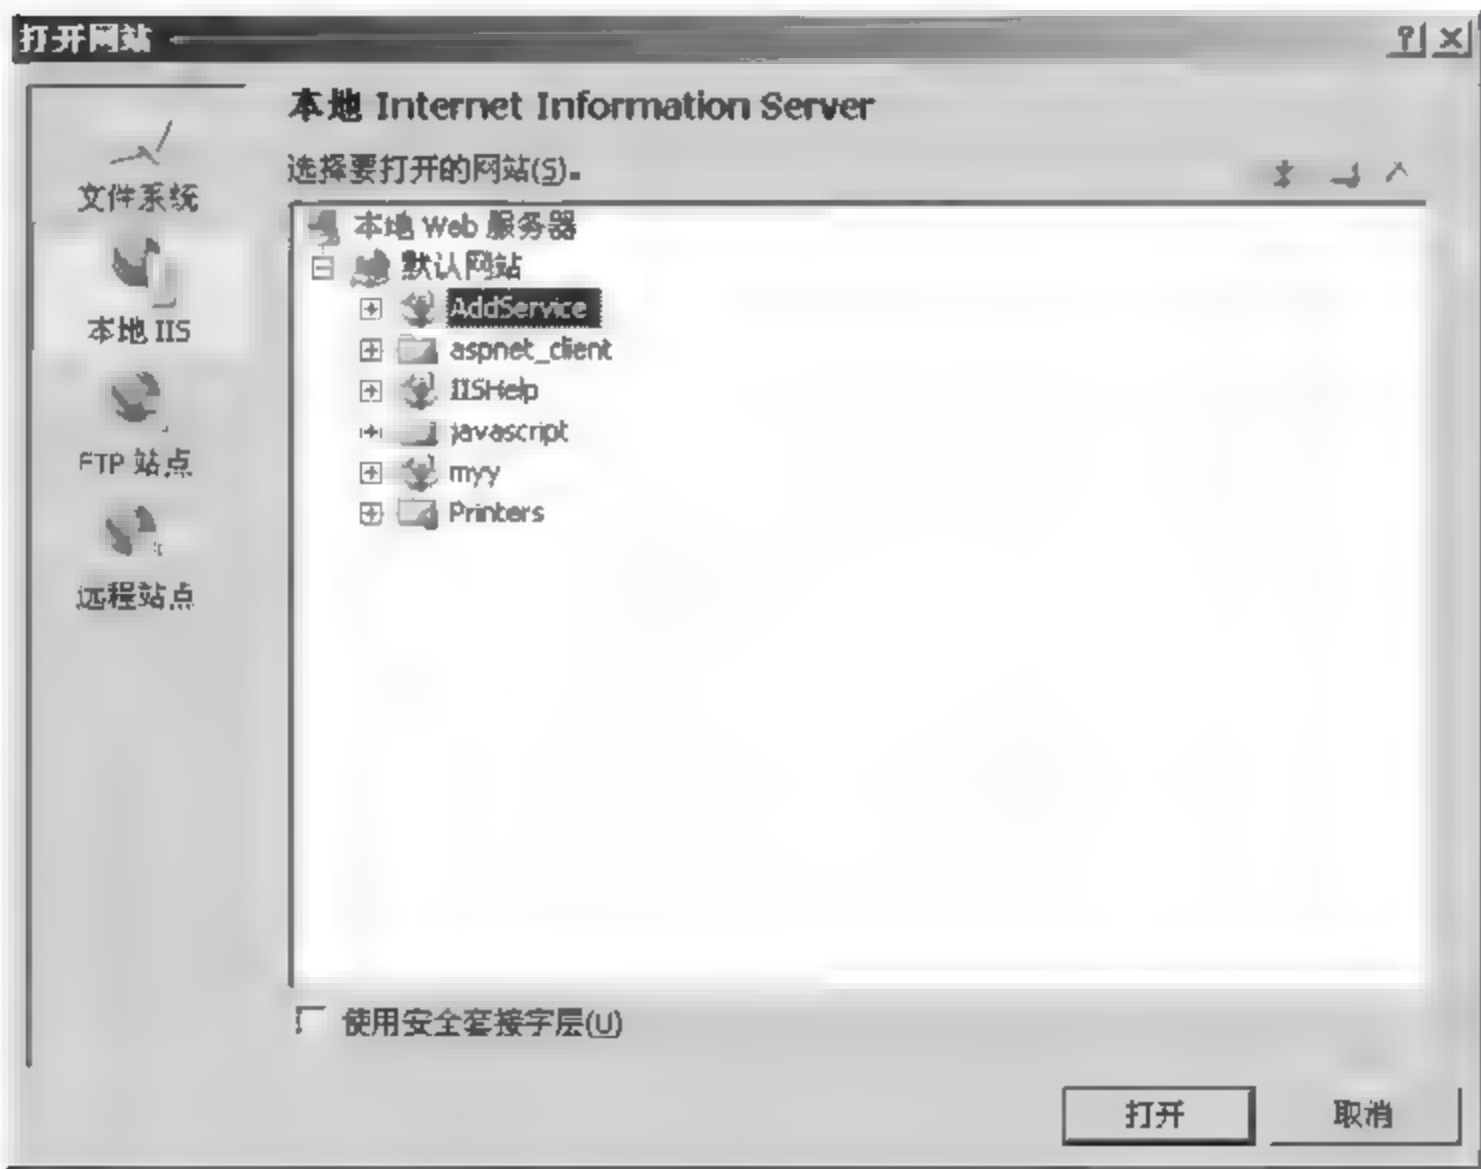 打开网站
文件系统
本地 IIS
FTP 站点
远程站点
本地 Internet Information Server
选择要打开的网站(S)。
本地 Web 服务器
默认网站
AddService
aspnet_client
IISHelp
javascript
myy
Printers
使用安全套接字层(U)
打开
取消